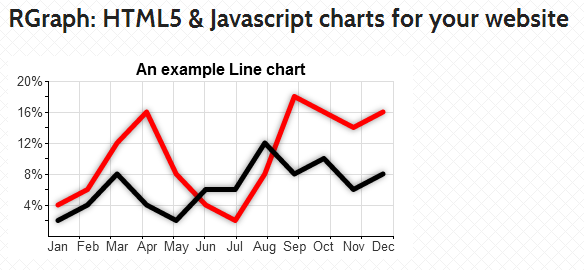 RGraph: HTML5 & Javascript charts for your website
An example Line chart
20%
16%
12%
8%
4%
Jan Feb Mar Apr May Jun Jul Aug Sep Oct Nov Dec